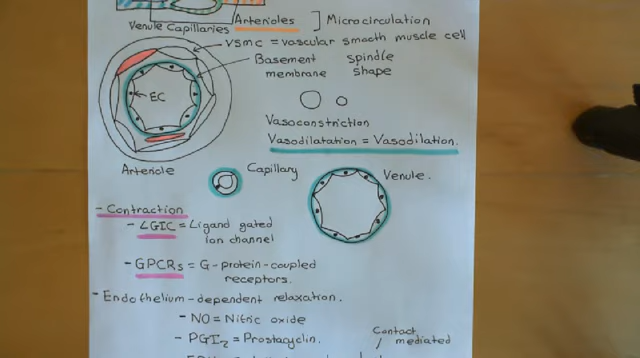 Venule Capillaries Arterioles ] Microcirculation
VSMC = vascular smooth muscle cell
Basement membrane
spindle shape
EC
Vasoconstriction
Vasodilatation = Vasodilation.
Arteriole
Capillary
Venule.
- Contraction
- LGIC = Ligand gated
ion channel
- GPCRs = G-protein-coupled
receptors.
- Endothelium-dependent relaxation.
- NO = Nitric oxide
- PGI2 = Prostacyclin.
Contact
mediated